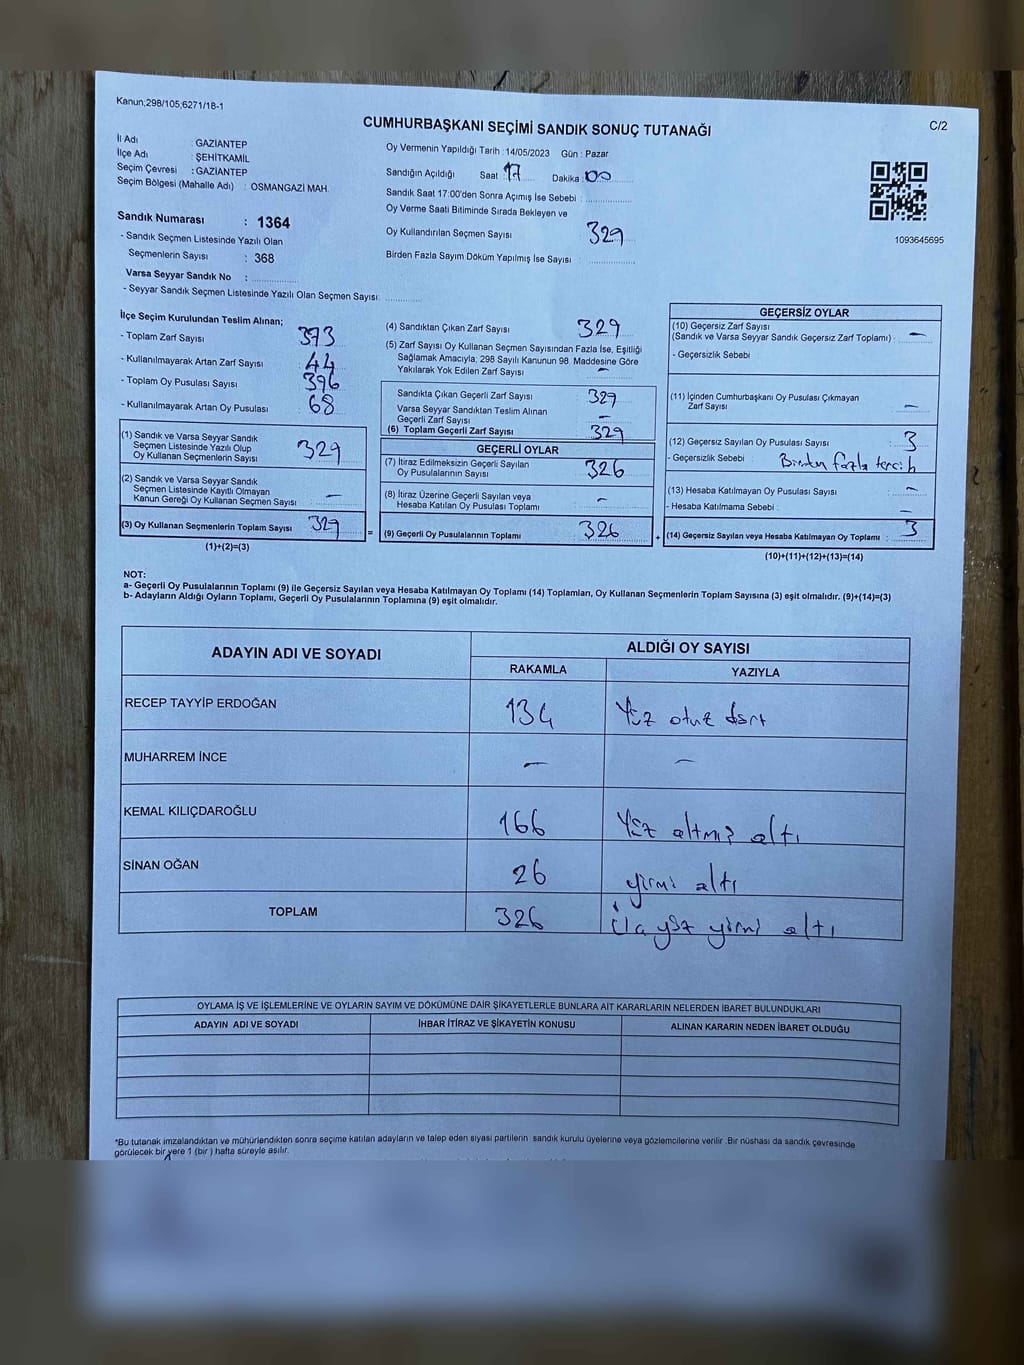 Kanun;298/105;6271/18-1
CUMHURBAŞKANI SEÇİMİ SANDIK SONUÇ TUTANAĞI
C/2
İl Adı : GAZİANTEP
İlçe Adı : ŞEHİTKAMİL
Seçim Çevresi : GAZİANTEP
Seçim Bölgesi (Mahalle Adı) : OSMANGAZİ MAH.
Oy Vermenin Yapıldığı Tarih :14/05/2023 Gün : Pazar
Sandığın Açıldığı Saat : 17 Dakika : 00
Sandık Saat 17:00'den Sonra Açımış İse Sebebi :
Oy Verme Saati Bitiminde Sırada Bekleyen ve
Oy Kullandırılan Seçmen Sayısı 329
Birden Fazla Sayım Döküm Yapılmış İse Sayısı :
1093645695
Sandık Numarası : 1364
- Sandık Seçmen Listesinde Yazılı Olan
Seçmenlerin Sayısı : 368
Varsa Seyyar Sandık No :
- Seyyar Sandık Seçmen Listesinde Yazılı Olan Seçmen Sayısı:
İlçe Seçim Kurulundan Teslim Alınan;
- Toplam Zarf Sayısı : 373
- Kullanılmayarak Artan Zarf Sayısı : 44
- Toplam Oy Pusulası Sayısı : 396
- Kullanılmayarak Artan Oy Pusulası : 68
(1) Sandık ve Varsa Seyyar Sandık
Seçmen Listesinde Yazılı Olup
Oy Kullanan Seçmenlerin Sayısı : 329
(2) Sandık ve Varsa Seyyar Sandık
Seçmen Listesinde Kayıtlı Olmayan
Kanun Gereği Oy Kullanan Seçmen Sayısı : -
(3) Oy Kullanan Seçmenlerin Toplam Sayısı : 329
(1)+(2)=(3)
(4) Sandıktan Çıkan Zarf Sayısı : 329
(5) Zarf Sayısı Oy Kullanan Seçmen Sayısından Fazla İse, Eşitliği
Sağlamak Amacıyla; 298 Sayılı Kanunun 98. Maddesine Göre
Yakılarak Yok Edilen Zarf Sayısı : -
Sandıkta Çıkan Geçerli Zarf Sayısı : 329
Varsa Seyyar Sandıktan Teslim Alınan
Geçerli Zarf Sayısı : -
(6) Toplam Geçerli Zarf Sayısı : 329
=
GEÇERLİ OYLAR
(7) İtiraz Edilmeksizin Geçerli Sayılan
Oy Pusulalarının Sayısı : 326
(8) İtiraz Üzerine Geçerli Sayılan veya
Hesaba Katılan Oy Pusulası Toplamı : -
(9) Geçerli Oy Pusulalarının Toplamı : 326
+
GEÇERSİZ OYLAR
(10) Geçersiz Zarf Sayısı
(Sandık ve Varsa Seyyar Sandık Geçersiz Zarf Toplamı) : -
- Geçersizlik Sebebi :
(11) İçinden Cumhurbaşkanı Oy Pusulası Çıkmayan
Zarf Sayısı : -
(12) Geçersiz Sayılan Oy Pusulası Sayısı : 3
- Geçersizlik Sebebi : Birden fazla tercih
(13) Hesaba Katılmayan Oy Pusulası Sayısı : -
- Hesaba Katılmama Sebebi : -
(14) Geçersiz Sayılan veya Hesaba Katılmayan Oy Toplamı : 3
(10)+(11)+(12)+(13)=(14)
NOT:
a- Geçerli Oy Pusulalarının Toplamı (9) ile Geçersiz Sayılan veya Hesaba Katılmayan Oy Toplamı (14) Toplamları, Oy Kullanan Seçmenlerin Toplam Sayısına (3) eşit olmalıdır. (9)+(14)=(3)
b- Adayların Aldığı Oyların Toplamı, Geçerli Oy Pusulalarının Toplamına (9) eşit olmalıdır.
ADAYIN ADI VE SOYADI
ALDIĞI OY SAYISI
RAKAMLA YAZIYLA
RECEP TAYYİP ERDOĞAN 134 Yüz otuz dört
MUHARREM İNCE - -
KEMAL KILIÇDAROĞLU 166 Yüz altmış altı
SİNAN OĞAN 26 yirmi altı
TOPLAM 326 Üç yüz yirmi altı
OYLAMA İŞ VE İŞLEMLERİNE VE OYLARIN SAYIM VE DÖKÜMÜNE DAİR ŞİKAYETLERLE BUNLARA AİT KARARLARIN NELERDEN İBARET BULUNDUKLARI
ADAYIN ADI VE SOYADI İHBAR İTİRAZ VE ŞİKAYETİN KONUSU ALINAN KARARIN NEDEN İBARET OLDUĞU
*Bu tutanak imzalandıktan ve mühürlendikten sonra seçime katılan adayların ve talep eden siyasi partilerin sandık kurulu üyelerine veya gözlemcilerine verilir .Bir nüshası da sandık çevresinde
görülecek bir yere 1 (bir ) hafta süreyle asılır.